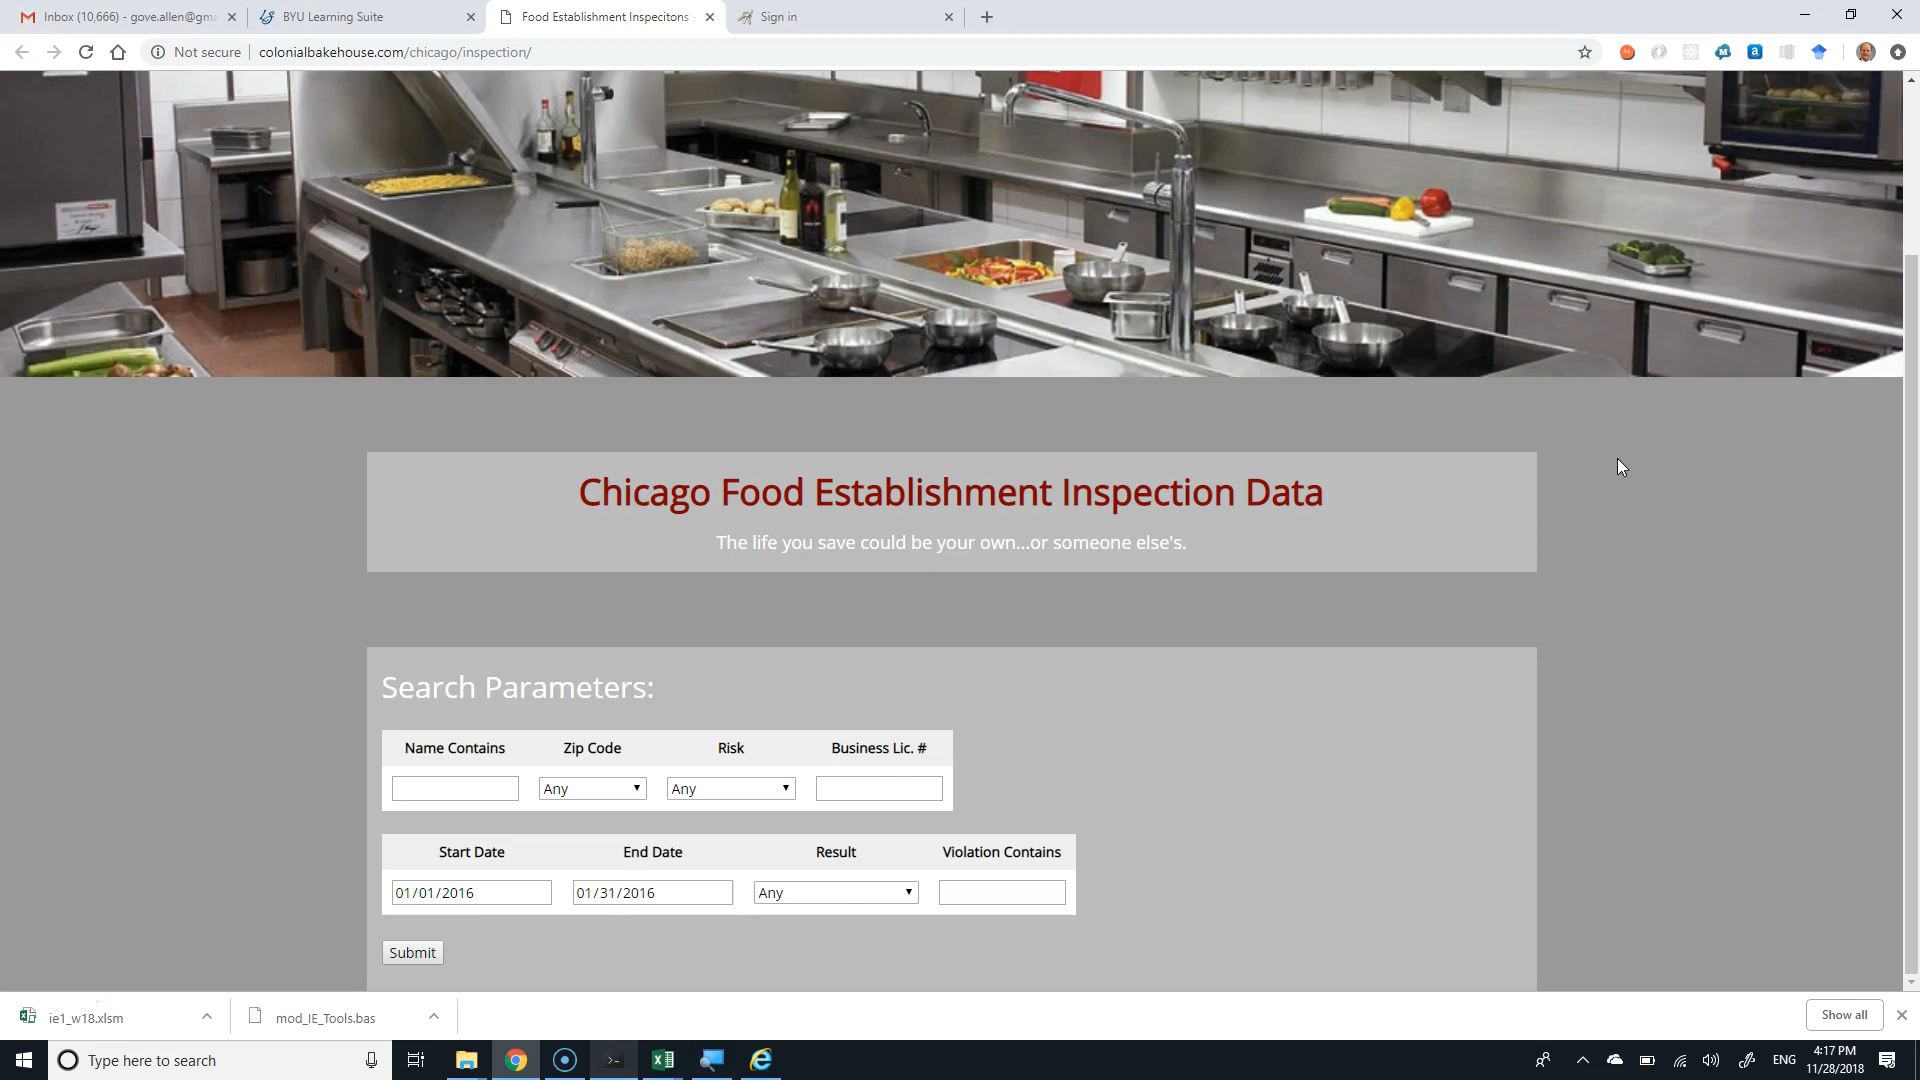 Inbox (10,666) - gove.allen@gma
BYU Learning Suite
Food Establishment Inspecitons
Sign in
Not secure
colonialbakehouse.com/chicago/inspection/
Chicago Food Establishment Inspection Data
The life you save could be your own...or someone else's.
Search Parameters:
Name Contains Zip Code Risk Business Lic. #
Any Any
Start Date End Date Result Violation Contains
01/01/2016 01/31/2016 Any
Submit
ie1_w18.xlsm
mod_IE_Tools.bas
Show all
Type here to search
ENG
4:17 PM
11/28/2018